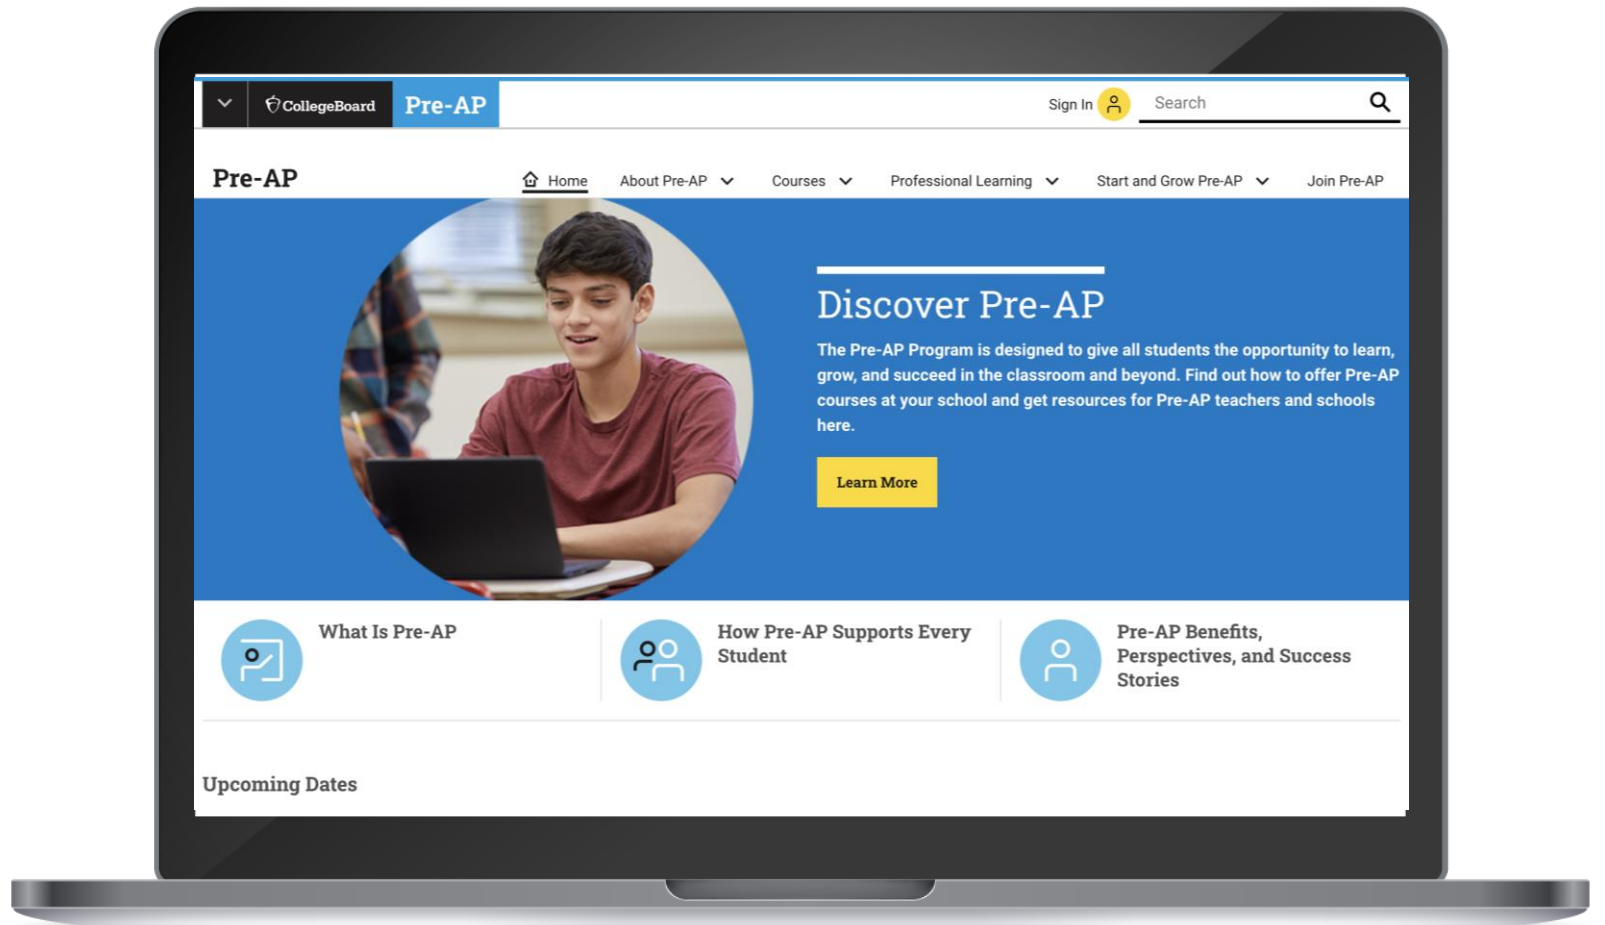 CollegeBoard
Pre-AP
Sign In
Search
Pre-AP
Home
About Pre-AP
Courses
Professional Learning
Start and Grow Pre-AP
Join Pre-AP
Discover Pre-AP
The Pre-AP Program is designed to give all students the opportunity to learn,
grow, and succeed in the classroom and beyond. Find out how to offer Pre-AP
courses at your school and get resources for Pre-AP teachers and schools
here.
Learn More
What Is Pre-AP
How Pre-AP Supports Every
Student
Pre-AP Benefits,
Perspectives, and Success
Stories
Upcoming Dates